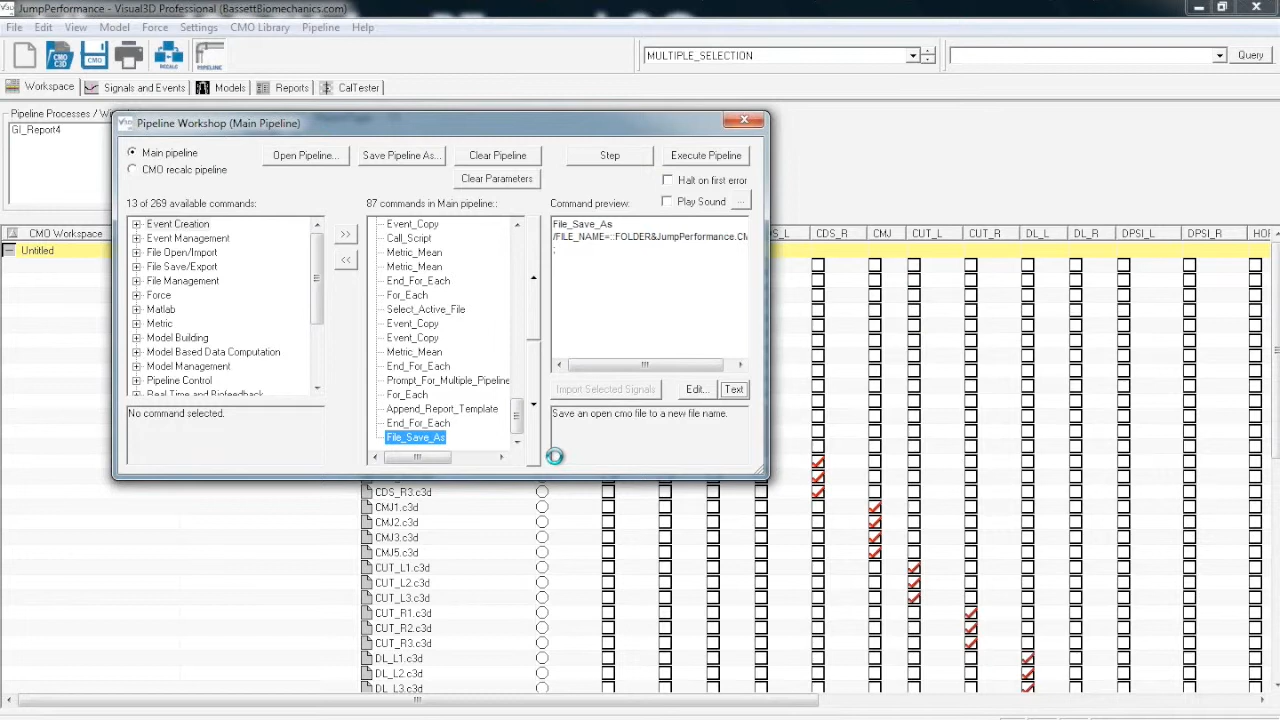 JumpPerformance - Visual3D Professional (BassettBiomechanics.com)
File Edit View Model Force Settings CMO Library Pipeline Help
CMO C3D CMO RECALC PIPELINE MULTIPLE_SELECTION Query
Workspace Signals and Events Models Reports CalTester
Pipeline Processes /
GI_Report4
Pipeline Workshop (Main Pipeline)
Main pipeline
CMO recalc pipeline
Open Pipeline... Save Pipeline As... Clear Pipeline Step Execute Pipeline
Clear Parameters
Halt on first error
Play Sound ...
13 of 269 available commands: 87 commands in Main pipeline:: Command preview:
Event Creation
Event Management
File Open/Import
File Save/Export
File Management
Force
Matlab
Metric
Model Building
Model Based Data Computation
Model Management
Pipeline Control
Real Time and Biofeedback
No command selected.
>>
<<
Event_Copy
Call_Script
Metric_Mean
Metric_Mean
End_For_Each
For_Each
Select_Active_File
Event_Copy
Event_Copy
Metric_Mean
End_For_Each
Prompt_For_Multiple_Pipeline
For_Each
Append_Report_Template
End_For_Each
File_Save_As
File_Save_As
/FILE_NAME=::FOLDER&JumpPerformance.CM
;
Import Selected Signals Edit... Text
Save an open cmo file to a new file name.
CMO Workspace S_L CDS_R CMJ CUT_L CUT_R DL_L DL_R DPSI_L DPSI_R HOP
Untitled
CDS_R3.c3d
CMJ1.c3d
CMJ2.c3d
CMJ3.c3d
CMJ5.c3d
CUT_L1.c3d
CUT_L2.c3d
CUT_L3.c3d
CUT_R1.c3d
CUT_R2.c3d
CUT_R3.c3d
DL_L1.c3d
DL_L2.c3d
DL_L3.c3d